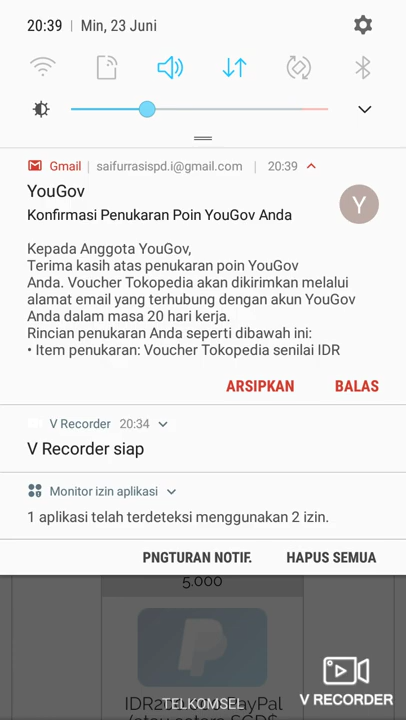 20:39 | Min, 23 Juni
Gmail | saifurrasispd.i@gmail.com | 20:39
YouGov
Konfirmasi Penukaran Poin YouGov Anda
Y
Kepada Anggota YouGov,
Terima kasih atas penukaran poin YouGov
Anda. Voucher Tokopedia akan dikirimkan melalui
alamat email yang terhubung dengan akun YouGov
Anda dalam masa 20 hari kerja.
Rincian penukaran Anda seperti dibawah ini:
• Item penukaran: Voucher Tokopedia senilai IDR
ARSIPKAN BALAS
V Recorder 20:34
V Recorder siap
Monitor izin aplikasi
1 aplikasi telah terdeteksi menggunakan 2 izin.
PNGTURAN NOTIF. HAPUS SEMUA
5.000
V RECORDER
TELKOMSEL
PayPal